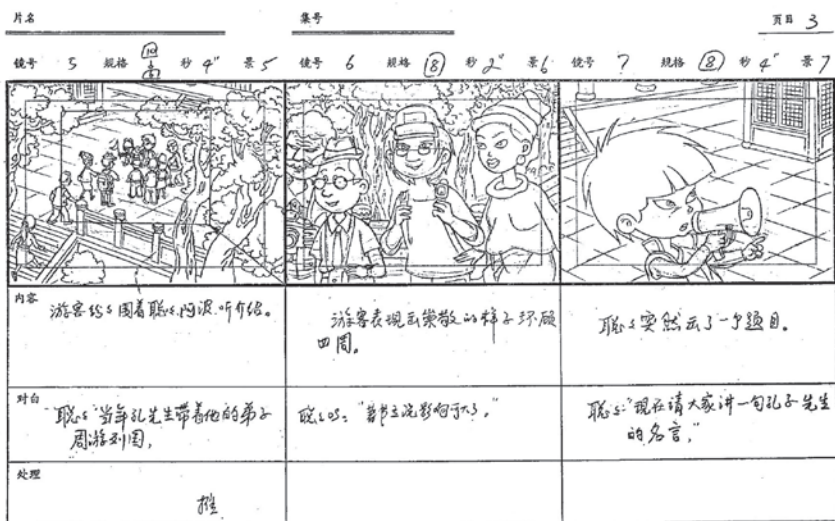 片名
集号
页目 3
镜号 5 规格 秒 4" 景 5
镜号 6 规格 ⑧ 秒 2" 景 6
镜号 7 规格 ⑧ 秒 4" 景 7
内容
游客纷纷围着聪聪、阿波、听介绍。
游客表现出崇敬的样子环顾
四周。
聪聪突然出了一个题目。
对白
聪聪:"当年孔先生带着他的弟子
周游列国,
聪聪:"现在请大家讲一句孔子先生
的名言,"
处理
推